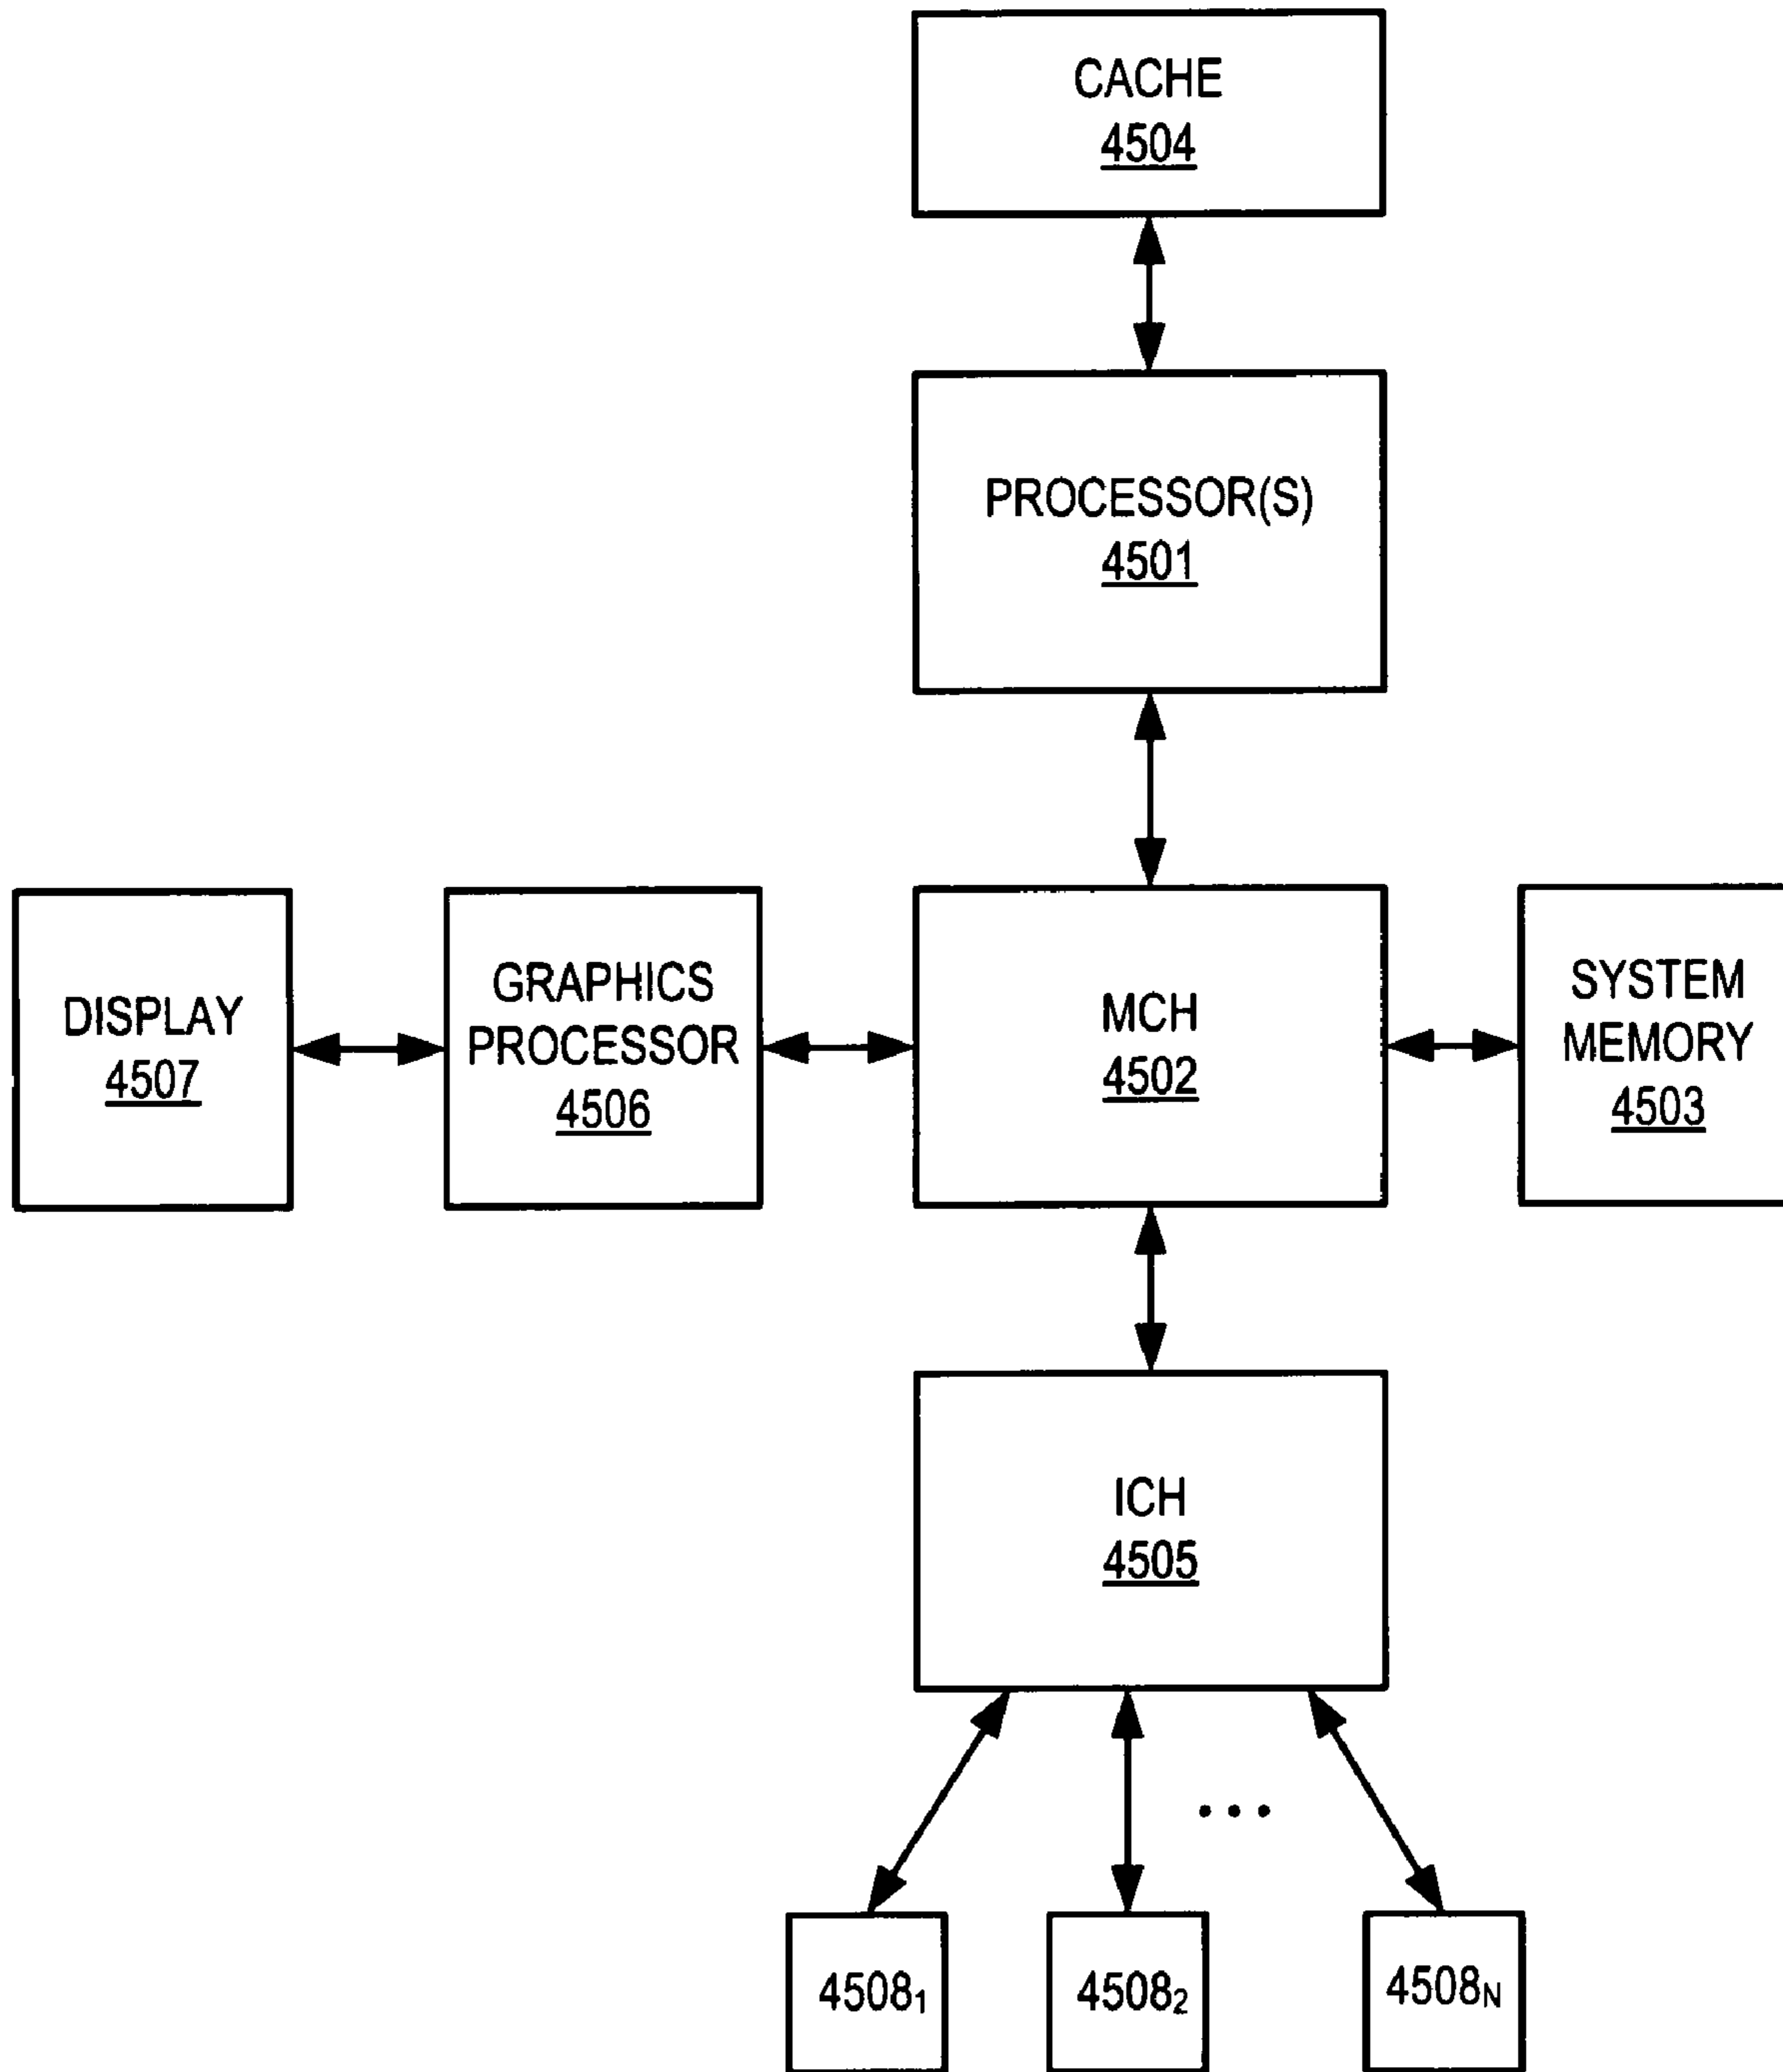 CACHE
4504
PROCESSOR(S)
4501
DISPLAY
4507
GRAPHICS
PROCESSOR
4506
MCH
4502
SYSTEM
MEMORY
4503
ICH
4505
...
4508₁
4508₂
4508N